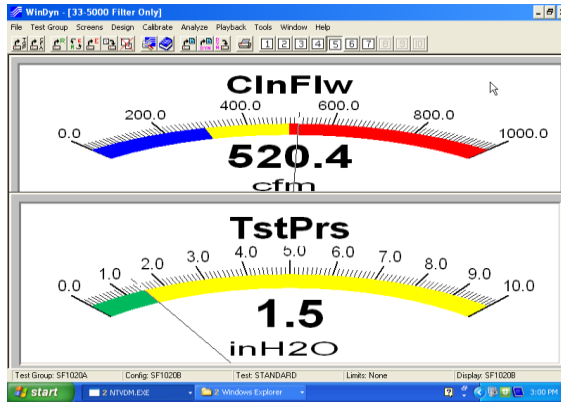 WinDyn - [33-5000 Filter Only]
File Test Group Screens Design Calibrate Analyze Playback Tools Window Help
1 2 3 4 5 6 7 8 9 10
ClnFlw
0.0 200.0 400.0 600.0 800.0 1000.0
520.4
cfm
TstPrs
0.0 1.0 2.0 3.0 4.0 5.0 6.0 7.0 8.0 9.0 10.0
1.5
inH2O
Test Group: SF1020A Config: SF1020B Test: STANDARD Limits: None Display: SF1020B
start 2 NTVDM.EXE 2 Windows Explorer 3:00 PM